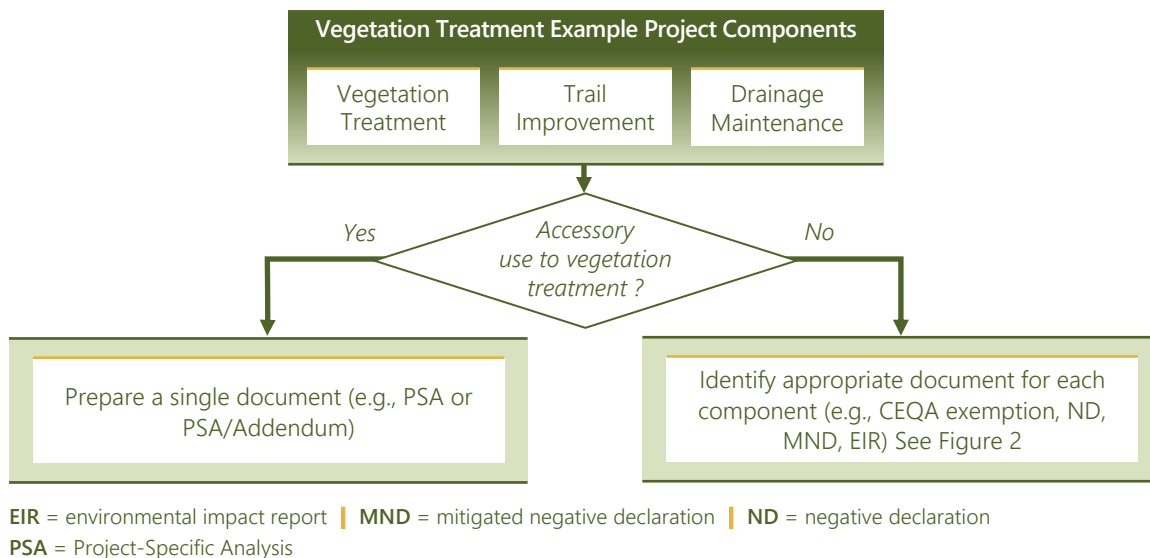 Vegetation Treatment Example Project Components
Vegetation
Treatment
Trail
Improvement
Drainage
Maintenance
Accessory
use to vegetation
treatment ?
Yes
No
Prepare a single document (e.g., PSA or
PSA/Addendum)
Identify appropriate document for each
component (e.g., CEQA exemption, ND,
MND, EIR) See Figure 2
EIR = environmental impact report | MND = mitigated negative declaration | ND = negative declaration
PSA = Project-Specific Analysis